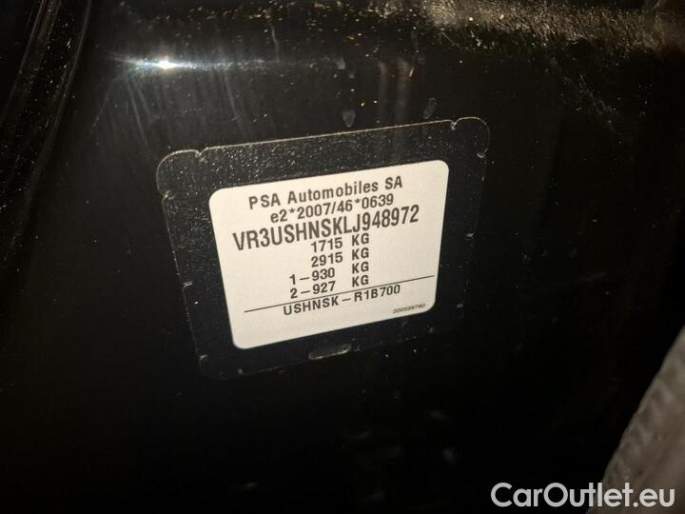 PSA Automobiles SA
e2*2007/46*0639
VR3USHNSKLJ948972
1715 KG
2915 KG
1-930 KG
2-927 KG
USHNSK-R1B700
CarOutlet.eu